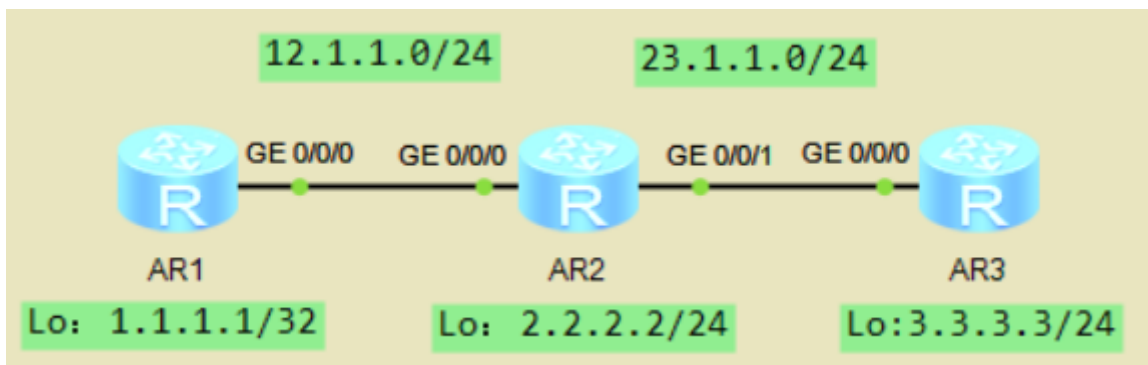 12.1.1.0/24
23.1.1.0/24
GE 0/0/0
GE 0/0/0
GE 0/0/1
GE 0/0/0
R
R
R
AR1
AR2
AR3
Lo： 1.1.1.1/32
Lo： 2.2.2.2/24
Lo:3.3.3.3/24